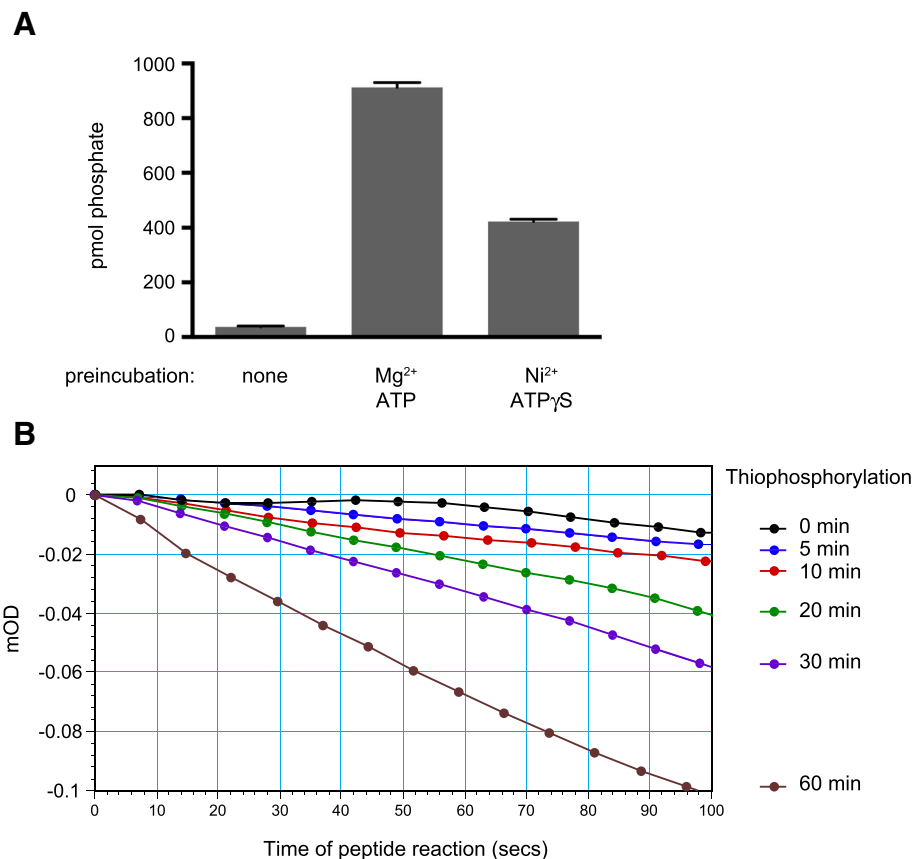 A
1000
800
600
400
200
0
pmol phosphate
preincubation: none Mg²⁺ Ni²⁺
ATP ATPγS
B
Thiophosphorylation
0
-0.02
-0.04
-0.06
-0.08
-0.1
mOD
0 min
5 min
10 min
20 min
30 min
60 min
0 10 20 30 40 50 60 70 80 90 100
Time of peptide reaction (secs)